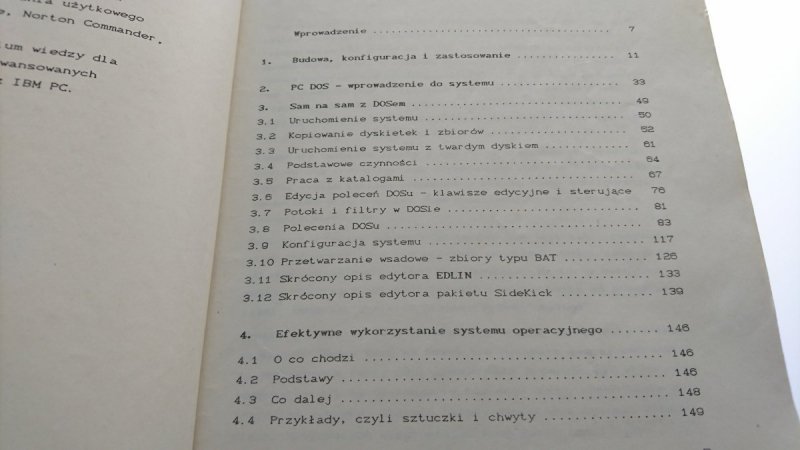 nia użytkowego
e, Norton Commander.
um wiedzy dla
wansowanych
IBM PC.
Wprowadzenie ........................................ 7
1. Budowa, konfiguracja i zastosowanie ................ 11
2. PC DOS - wprowadzenie do systemu ................... 33
3. Sam na sam z DOSem ................................. 49
3.1 Uruchomienie systemu .............................. 50
3.2 Kopiowanie dyskietek i zbiorów .................... 52
3.3 Uruchomienie systemu z twardym dyskiem ............ 61
3.4 Podstawowe czynności .............................. 64
3.5 Praca z katalogami ................................ 67
3.6 Edycja poleceń DOSu - klawisze edycyjne i sterujące 76
3.7 Potoki i filtry w DOSie ........................... 81
3.8 Polecenia DOSu .................................... 83
3.9 Konfiguracja systemu .............................. 117
3.10 Przetwarzanie wsadowe - zbiory typu BAT .......... 126
3.11 Skrócony opis edytora EDLIN ...................... 133
3.12 Skrócony opis edytora pakietu SideKick ........... 139
4. Efektywne wykorzystanie systemu operacyjnego ....... 146
4.1 O co chodzi ....................................... 146
4.2 Podstawy .......................................... 146
4.3 Co dalej .......................................... 148
4.4 Przykłady, czyli sztuczki i chwyty ................ 149